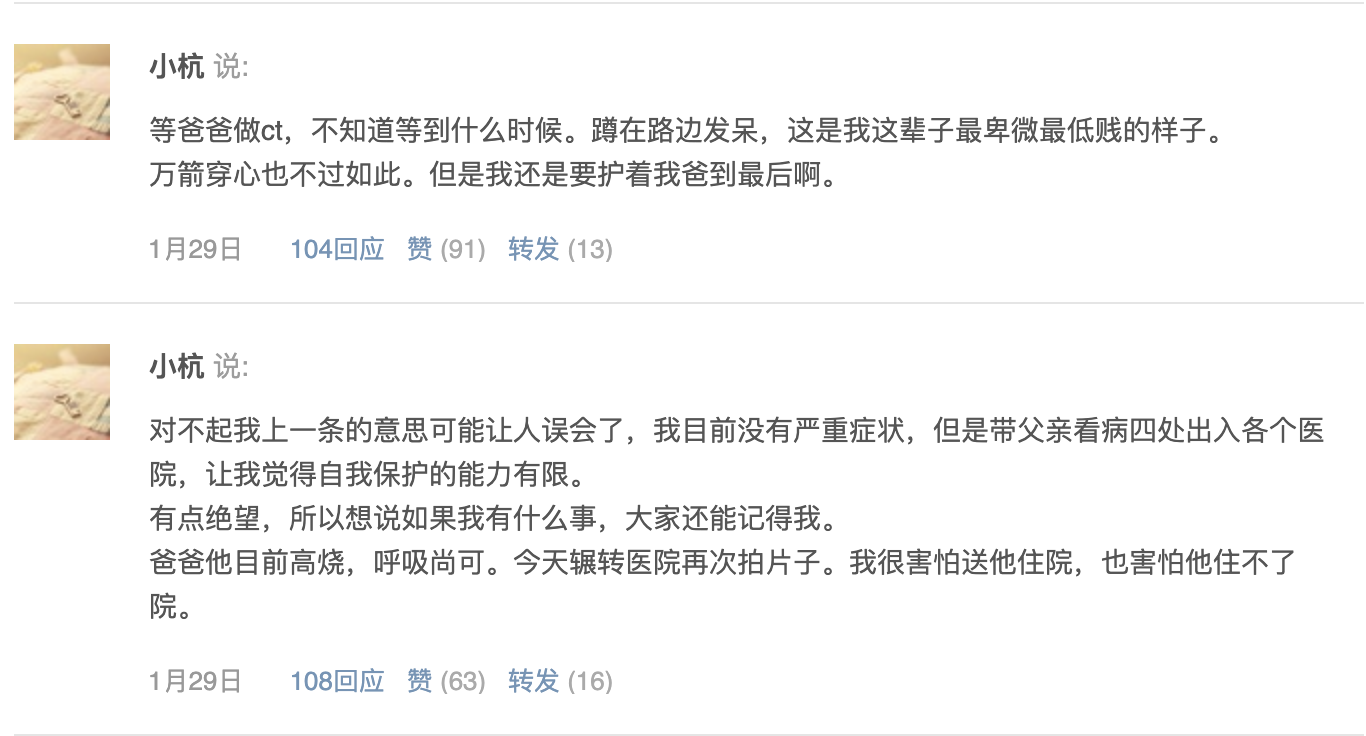 小杭 说:
等爸爸做ct，不知道等到什么时候。蹲在路边发呆，这是我这辈子最卑微最低贱的样子。
万箭穿心也不过如此。但是我还是要护着我爸到最后啊。
1月29日 104回应 赞 (91) 转发 (13)
小杭 说:
对不起我上一条的意思可能让人误会了，我目前没有严重症状，但是带父亲看病四处出入各个医
院，让我觉得自我保护的能力有限。
有点绝望，所以想说如果我有什么事，大家还能记得我。
爸爸他目前高烧，呼吸尚可。今天辗转医院再次拍片子。我很害怕送他住院，也害怕他住不了
院。
1月29日 108回应 赞 (63) 转发 (16)